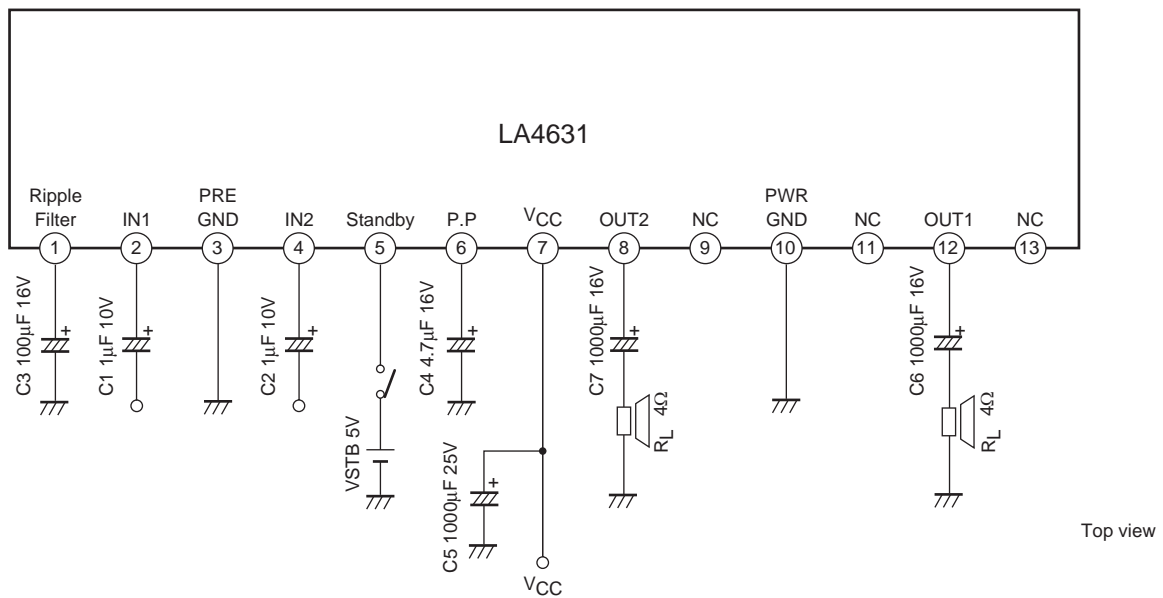 LA4631
Ripple
Filter
IN1
PRE
GND
IN2
Standby
P.P
VCC
OUT2
NC
PWR
GND
NC
OUT1
NC
1
2
3
4
5
6
7
8
9
10
11
12
13
C3 100µF 16V
+
C1 1µF 10V
+
C2 1µF 10V
+
VSTB 5V
C4 4.7µF 16V
+
C5 1000µF 25V
+
VCC
C7 1000µF 16V
+
RL 4Ω
C6 1000µF 16V
+
RL 4Ω
Top view